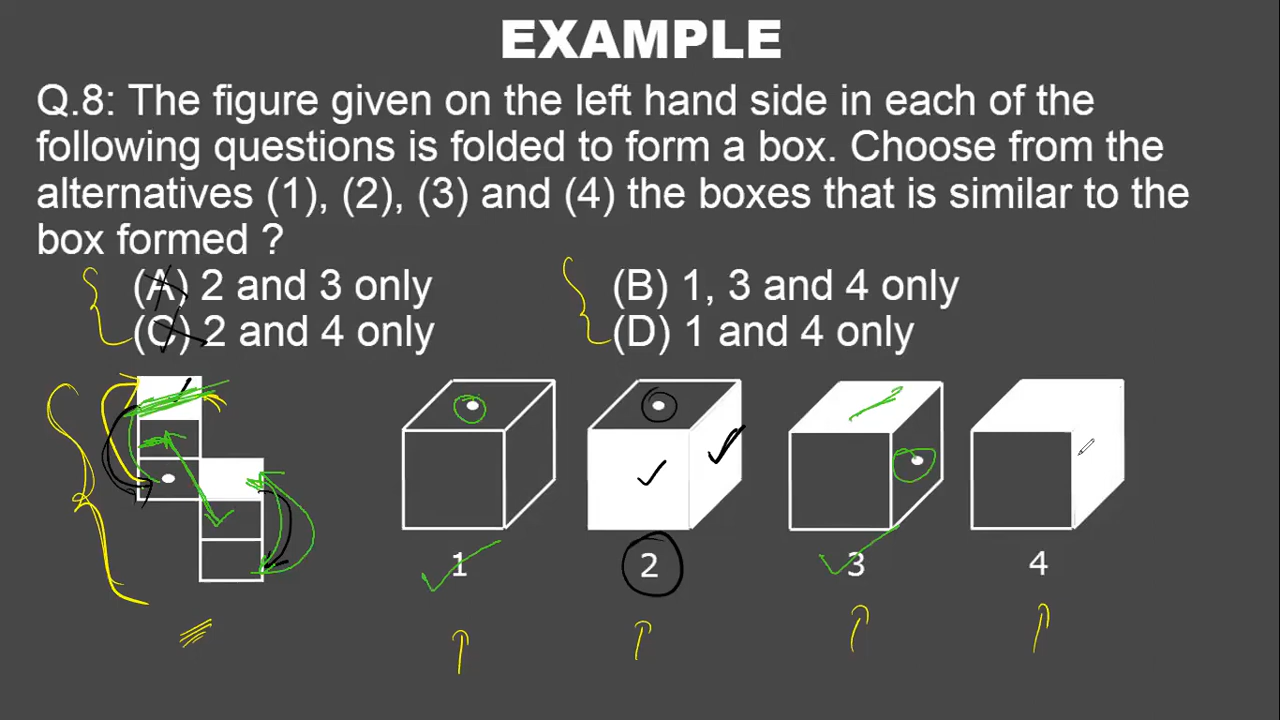 EXAMPLE
Q.8: The figure given on the left hand side in each of the
following questions is folded to form a box. Choose from the
alternatives (1), (2), (3) and (4) the boxes that is similar to the
box formed ?
(A) 2 and 3 only (B) 1, 3 and 4 only
(C) 2 and 4 only (D) 1 and 4 only
1 2 3 4